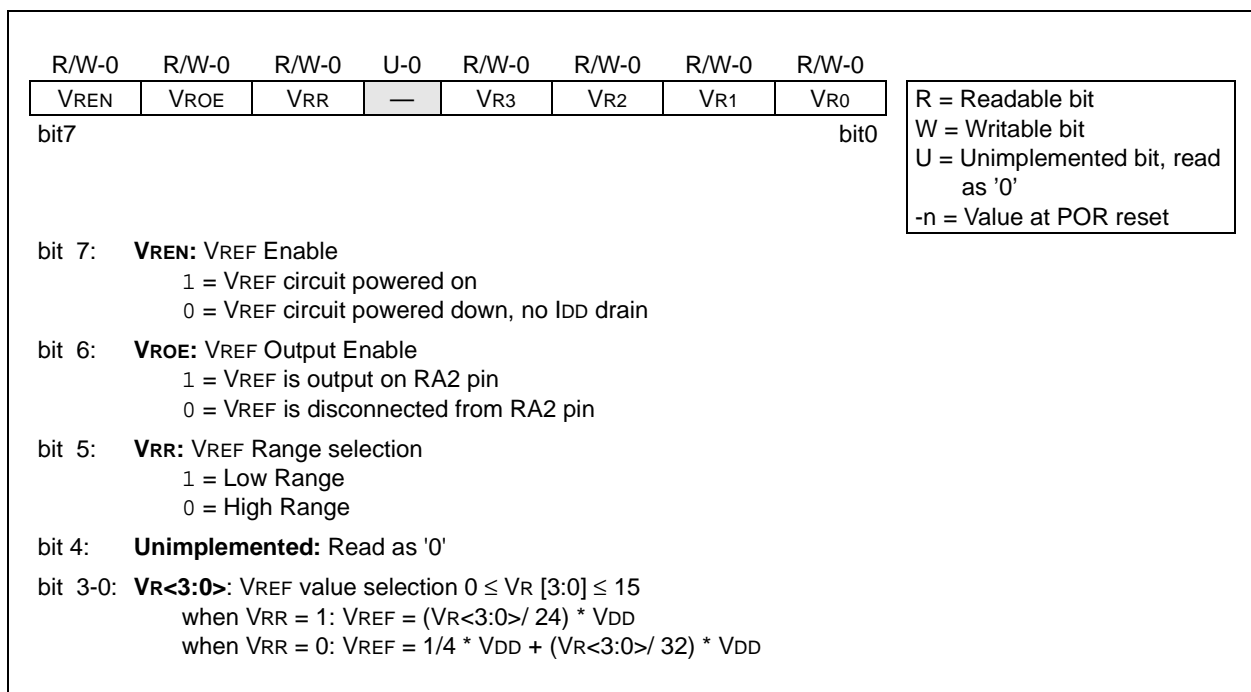 R/W-0 R/W-0 R/W-0 U-0 R/W-0 R/W-0 R/W-0 R/W-0
VREN VROE VRR — VR3 VR2 VR1 VR0
bit7 bit0
R = Readable bit
W = Writable bit
U = Unimplemented bit, read
as '0'
-n = Value at POR reset
bit 7: VREN: VREF Enable
1 = VREF circuit powered on
0 = VREF circuit powered down, no IDD drain
bit 6: VROE: VREF Output Enable
1 = VREF is output on RA2 pin
0 = VREF is disconnected from RA2 pin
bit 5: VRR: VREF Range selection
1 = Low Range
0 = High Range
bit 4: Unimplemented: Read as '0'
bit 3-0: VR<3:0>: VREF value selection 0 ≤ VR [3:0] ≤ 15
when VRR = 1: VREF = (VR<3:0>/ 24) * VDD
when VRR = 0: VREF = 1/4 * VDD + (VR<3:0>/ 32) * VDD